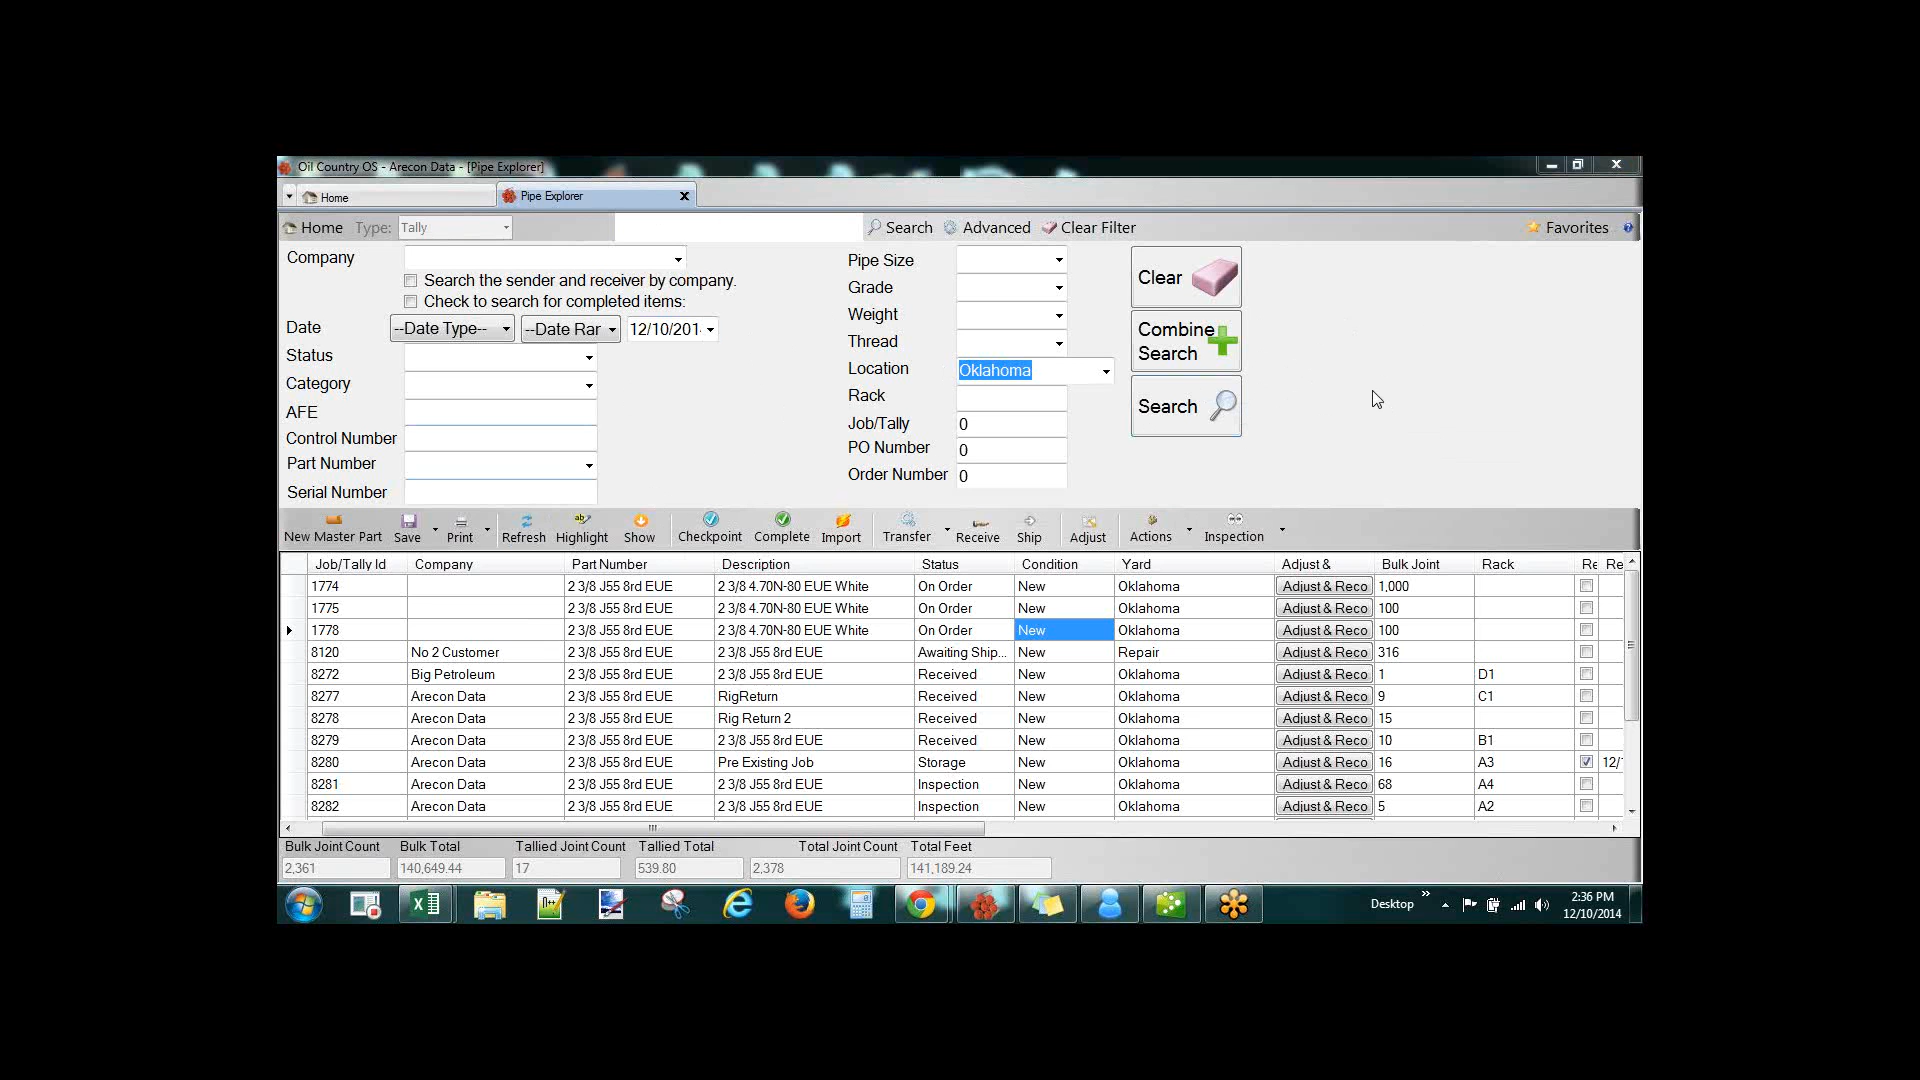 Oil Country OS - Arecon Data - [Pipe Explorer]
Home
Pipe Explorer
Home Type: Tally Search Advanced Clear Filter Favorites
Company
Search the sender and receiver by company.
Check to search for completed items:
Date --Date Type-- --Date Rar 12/10/201
Status
Category
AFE
Control Number
Part Number
Serial Number
Pipe Size
Grade
Weight
Thread
Location Oklahoma
Rack
Job/Tally 0
PO Number 0
Order Number 0
Clear
Combine
Search
Search
New Master Part Save Print Refresh Highlight Show Checkpoint Complete Import Transfer Receive Ship Adjust Actions Inspection
Job/Tally Id Company Part Number Description Status Condition Yard Adjust & Bulk Joint Rack Re Re
1774 2 3/8 J55 8rd EUE 2 3/8 4.70N-80 EUE White On Order New Oklahoma Adjust & Reco 1,000
1775 2 3/8 J55 8rd EUE 2 3/8 4.70N-80 EUE White On Order New Oklahoma Adjust & Reco 100
1778 2 3/8 J55 8rd EUE 2 3/8 4.70N-80 EUE White On Order New Oklahoma Adjust & Reco 100
8120 No 2 Customer 2 3/8 J55 8rd EUE 2 3/8 J55 8rd EUE Awaiting Ship... New Repair Adjust & Reco 316
8272 Big Petroleum 2 3/8 J55 8rd EUE 2 3/8 J55 8rd EUE Received New Oklahoma Adjust & Reco 1 D1
8277 Arecon Data 2 3/8 J55 8rd EUE RigReturn Received New Oklahoma Adjust & Reco 9 C1
8278 Arecon Data 2 3/8 J55 8rd EUE Rig Return 2 Received New Oklahoma Adjust & Reco 15
8279 Arecon Data 2 3/8 J55 8rd EUE 2 3/8 J55 8rd EUE Received New Oklahoma Adjust & Reco 10 B1
8280 Arecon Data 2 3/8 J55 8rd EUE Pre Existing Job Storage New Oklahoma Adjust & Reco 16 A3 12/
8281 Arecon Data 2 3/8 J55 8rd EUE 2 3/8 J55 8rd EUE Inspection New Oklahoma Adjust & Reco 68 A4
8282 Arecon Data 2 3/8 J55 8rd EUE 2 3/8 J55 8rd EUE Inspection New Oklahoma Adjust & Reco 5 A2
Bulk Joint Count Bulk Total Tallied Joint Count Tallied Total Total Joint Count Total Feet
2,361 140,649.44 17 539.80 2,378 141,189.24
Desktop 2:36 PM
12/10/2014